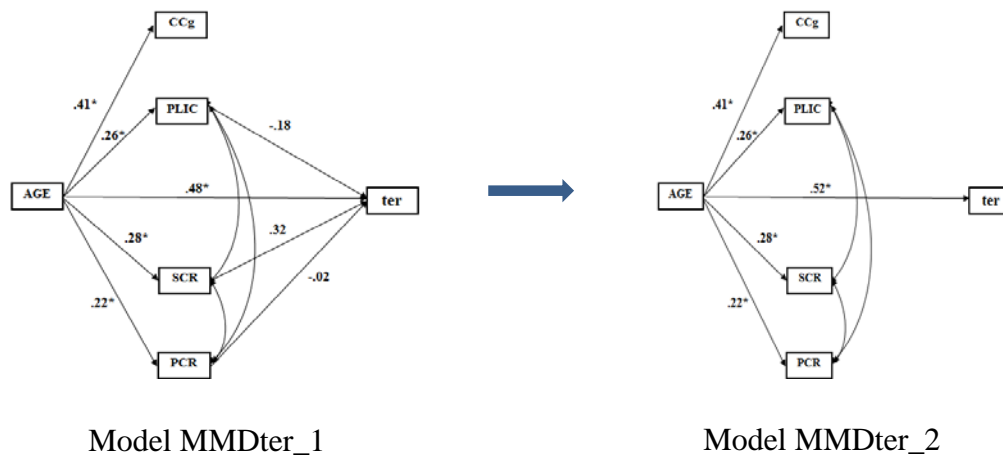 CCg
.41*
PLIC
.26*
-.18
AGE
.48*
ter
.28*
.32
SCR
-.02
.22*
PCR
Model MMDter_1
CCg
.41*
PLIC
.26*
AGE
.52*
ter
.28*
SCR
.22*
PCR
Model MMDter_2